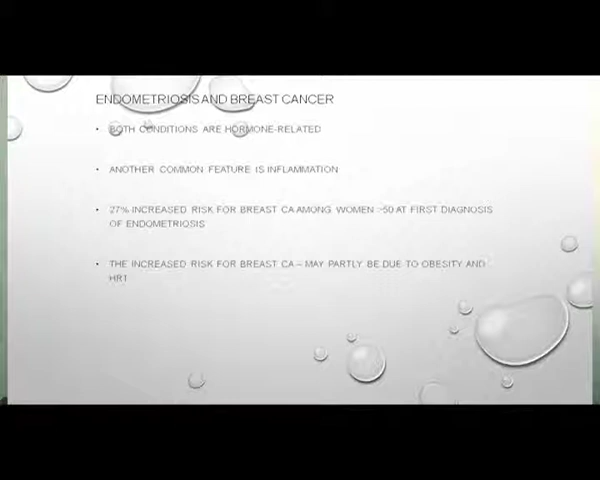 ENDOMETRIOSIS AND BREAST CANCER
• BOTH CONDITIONS ARE HORMONE-RELATED
• ANOTHER COMMON FEATURE IS INFLAMMATION
• 27% INCREASED RISK FOR BREAST CA AMONG WOMEN >50 AT FIRST DIAGNOSIS
OF ENDOMETRIOSIS
• THE INCREASED RISK FOR BREAST CA – MAY PARTLY BE DUE TO OBESITY AND
HRT